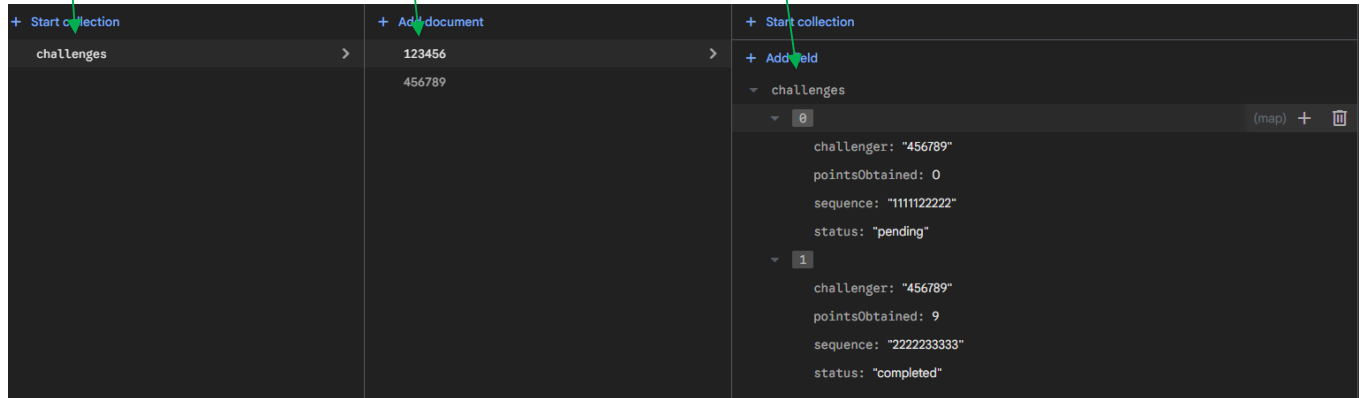 + Start collection
challenges
+ Add document
123456
456789
+ Start collection
+ Add field
challenges
0 (map) +
challenger: "456789"
pointsObtained: 0
sequence: "1111122222"
status: "pending"
1
challenger: "456789"
pointsObtained: 9
sequence: "2222233333"
status: "completed"